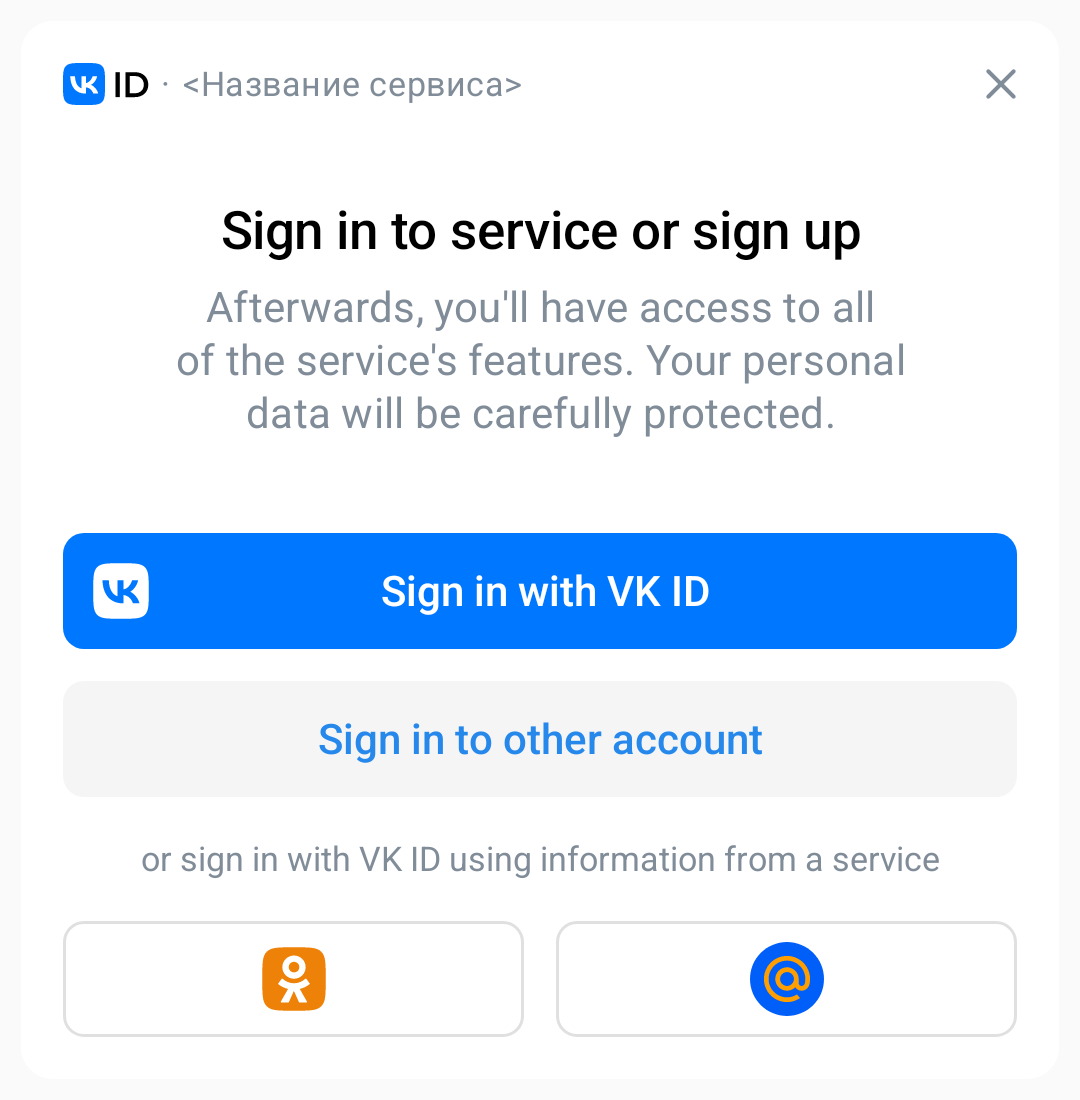 VK ID · <Название сервиса>
Sign in to service or sign up
Afterwards, you'll have access to all
of the service's features. Your personal
data will be carefully protected.
VK Sign in with VK ID
Sign in to other account
or sign in with VK ID using information from a service
@